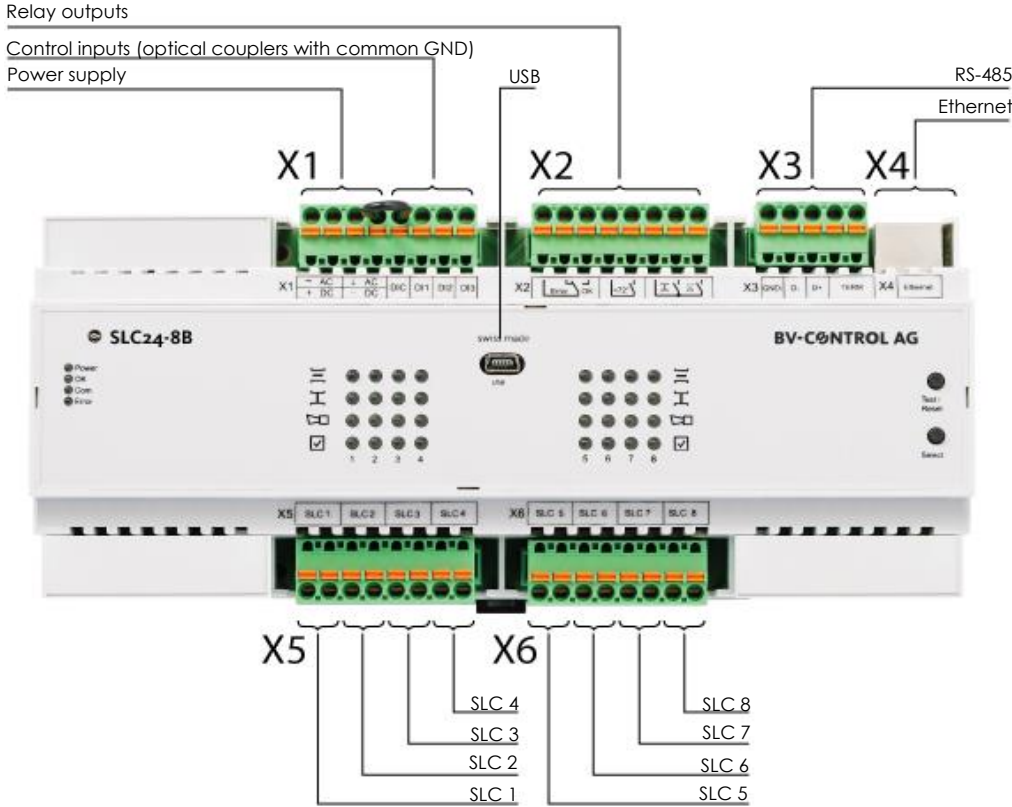 Relay outputs
Control inputs (optical couplers with common GND)
Power supply
USB
RS-485
Ethernet
X1
X2
X3
X4
X1 ~ AC + DC ⊥ AC - DC DIC DI1 DI2 DI3
X2 Error OK <72°
X3 GND D- D+ TERM
X4 Ethernet
SLC24-8B
swiss made
USB
BV-CONTROL AG
Power
OK
Com
Error
Test / Reset
Select
1 2 3 4
5 6 7 8
X5 SLC 1 SLC 2 SLC 3 SLC 4
X6 SLC 5 SLC 6 SLC 7 SLC 8
X5
X6
SLC 4
SLC 3
SLC 2
SLC 1
SLC 8
SLC 7
SLC 6
SLC 5